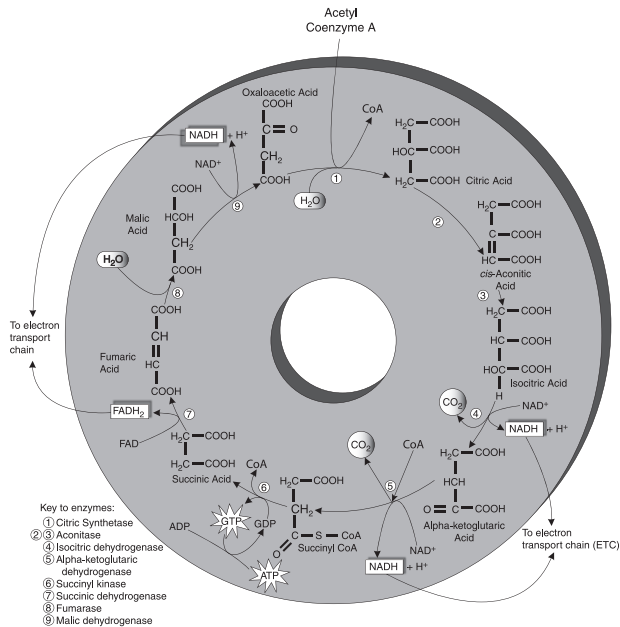 Acetyl
Coenzyme A
Oxaloacetic Acid
COOH
C = O
CH2
COOH
CoA
H2C — COOH
HOC — COOH
H2C — COOH
Citric Acid
NADH + H+
NAD+
⑨
①
H2O
②
H2C — COOH
C — COOH
HC — COOH
cis-Aconitic
Acid
③
H2C — COOH
HC — COOH
HOC — COOH
H
Isocitric Acid
④
CO2
NAD+
NADH + H+
COOH
HCOH
CH2
COOH
Malic
Acid
H2O
⑧
COOH
CH
HC
COOH
Fumaric
Acid
To electron
transport
chain
FADH2
FAD
⑦
H2C — COOH
H2C — COOH
Succinic Acid
CoA
⑥
GTP
GDP
ADP
ATP
H2C — COOH
CH2
C — S — CoA
O
Succinyl CoA
CO2
CoA
⑤
NAD+
NADH + H+
H2C — COOH
HCH
O = C — COOH
Alpha-ketoglutaric
Acid
To electron
transport chain (ETC)
Key to enzymes:
① Citric Synthetase
② ③ Aconitase
④ Isocitric dehydrogenase
⑤ Alpha-ketoglutaric
dehydrogenase
⑥ Succinyl kinase
⑦ Succinic dehydrogenase
⑧ Fumarase
⑨ Malic dehydrogenase